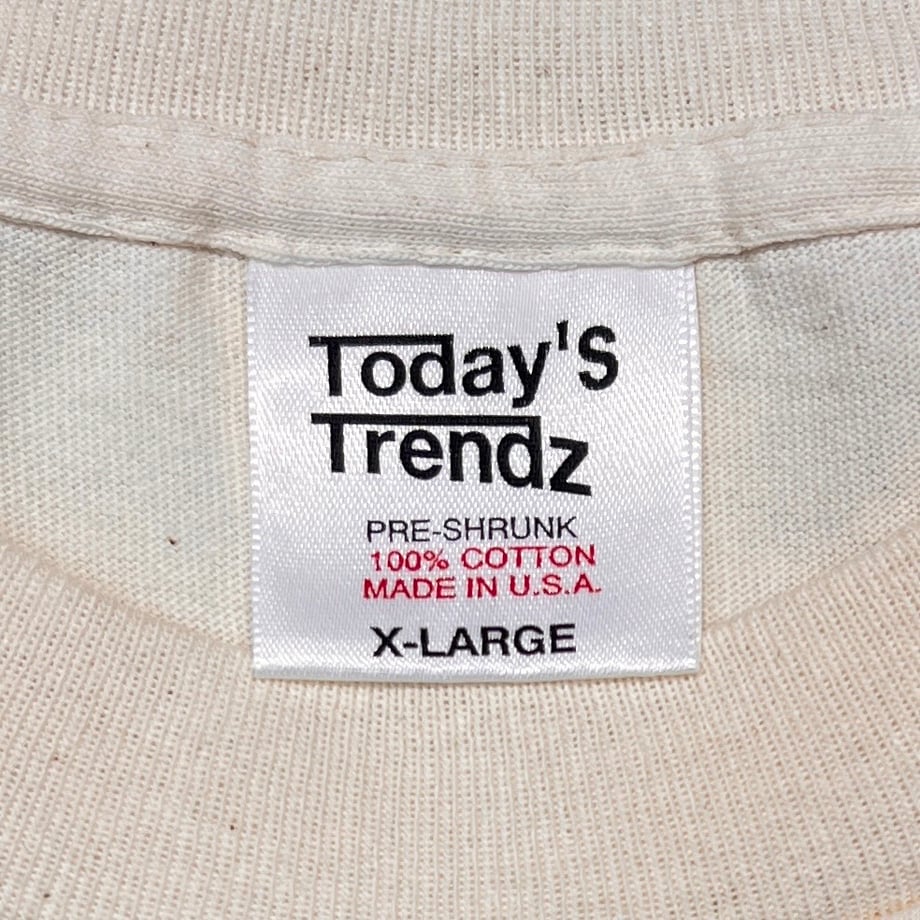 Today'S
Trendz
PRE-SHRUNK
100% COTTON
MADE IN U.S.A.
X-LARGE